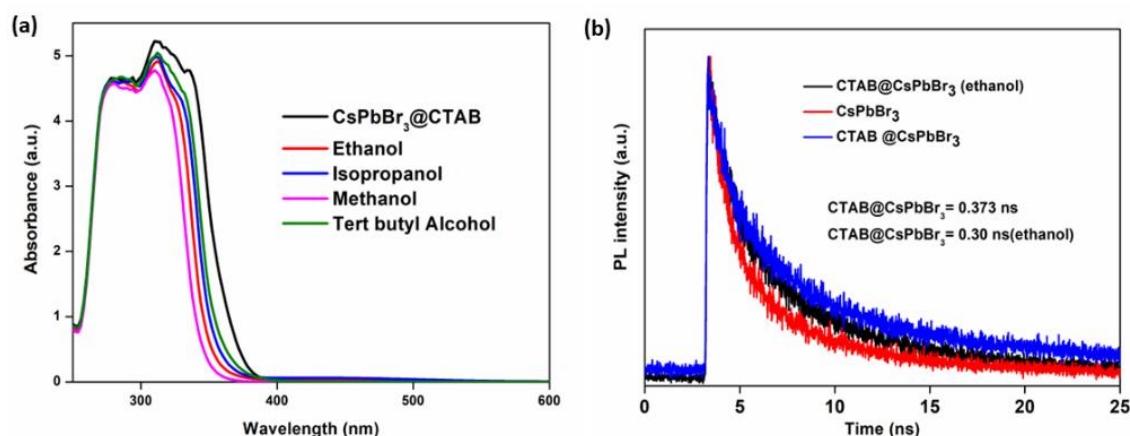 (a)
5
4
3
2
1
0
Absorbance (a.u.)
CsPbBr₃@CTAB
Ethanol
Isopropanol
Methanol
Tert butyl Alcohol
300
400
500
600
Wavelength (nm)
(b)
PL intensity (a.u.)
CTAB@CsPbBr₃ (ethanol)
CsPbBr₃
CTAB @CsPbBr₃
CTAB@CsPbBr₃= 0.373 ns
CTAB@CsPbBr₃= 0.30 ns(ethanol)
0
5
10
15
20
25
Time (ns)